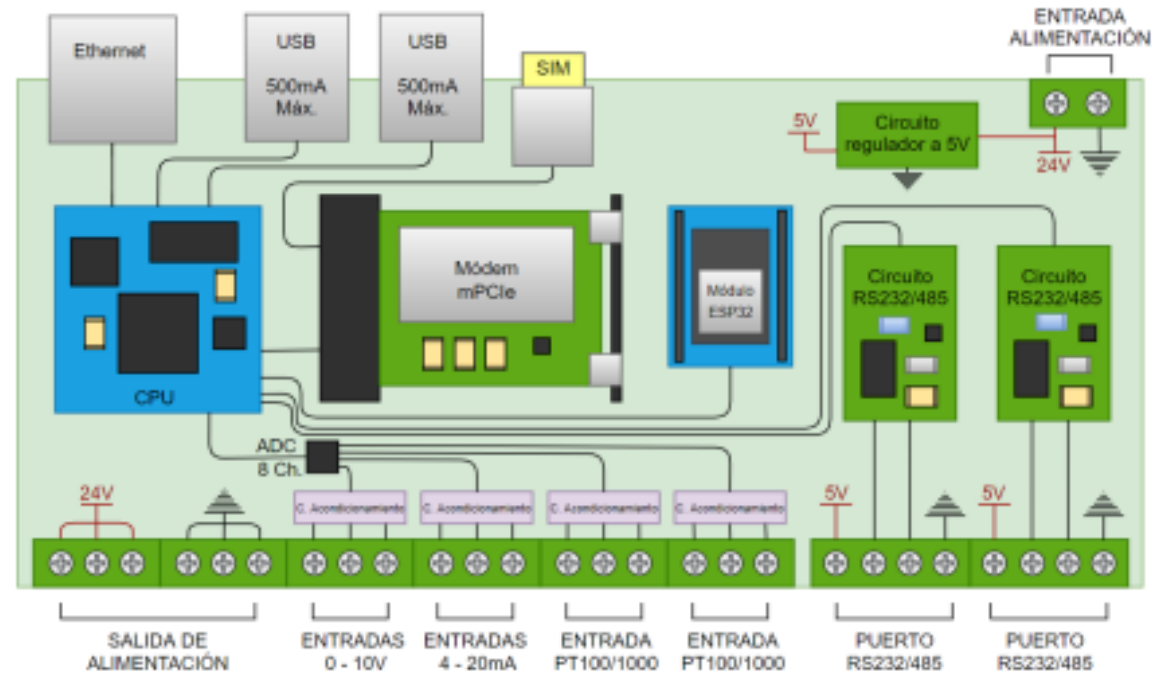 ENTRADA
ALIMENTACIÓN
Ethernet
USB
500mA
Máx.
USB
500mA
Máx.
SIM
5V
Circuito
regulador a 5V
24V
Módem
mPCIe
Módulo
ESP32
Circuito
RS232/485
Circuito
RS232/485
CPU
ADC
8 Ch.
24V
C. Acondicionamiento
C. Acondicionamiento
C. Acondicionamiento
C. Acondicionamiento
5V
5V
SALIDA DE
ALIMENTACIÓN
ENTRADAS
0 - 10V
ENTRADAS
4 - 20mA
ENTRADA
PT100/1000
ENTRADA
PT100/1000
PUERTO
RS232/485
PUERTO
RS232/485